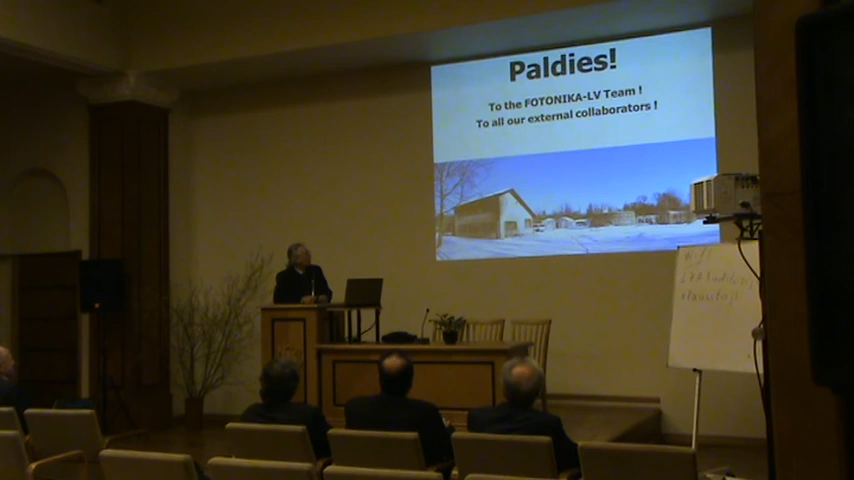 Paldies!
To the FOTONIKA-LV Team !
To all our external collaborators !